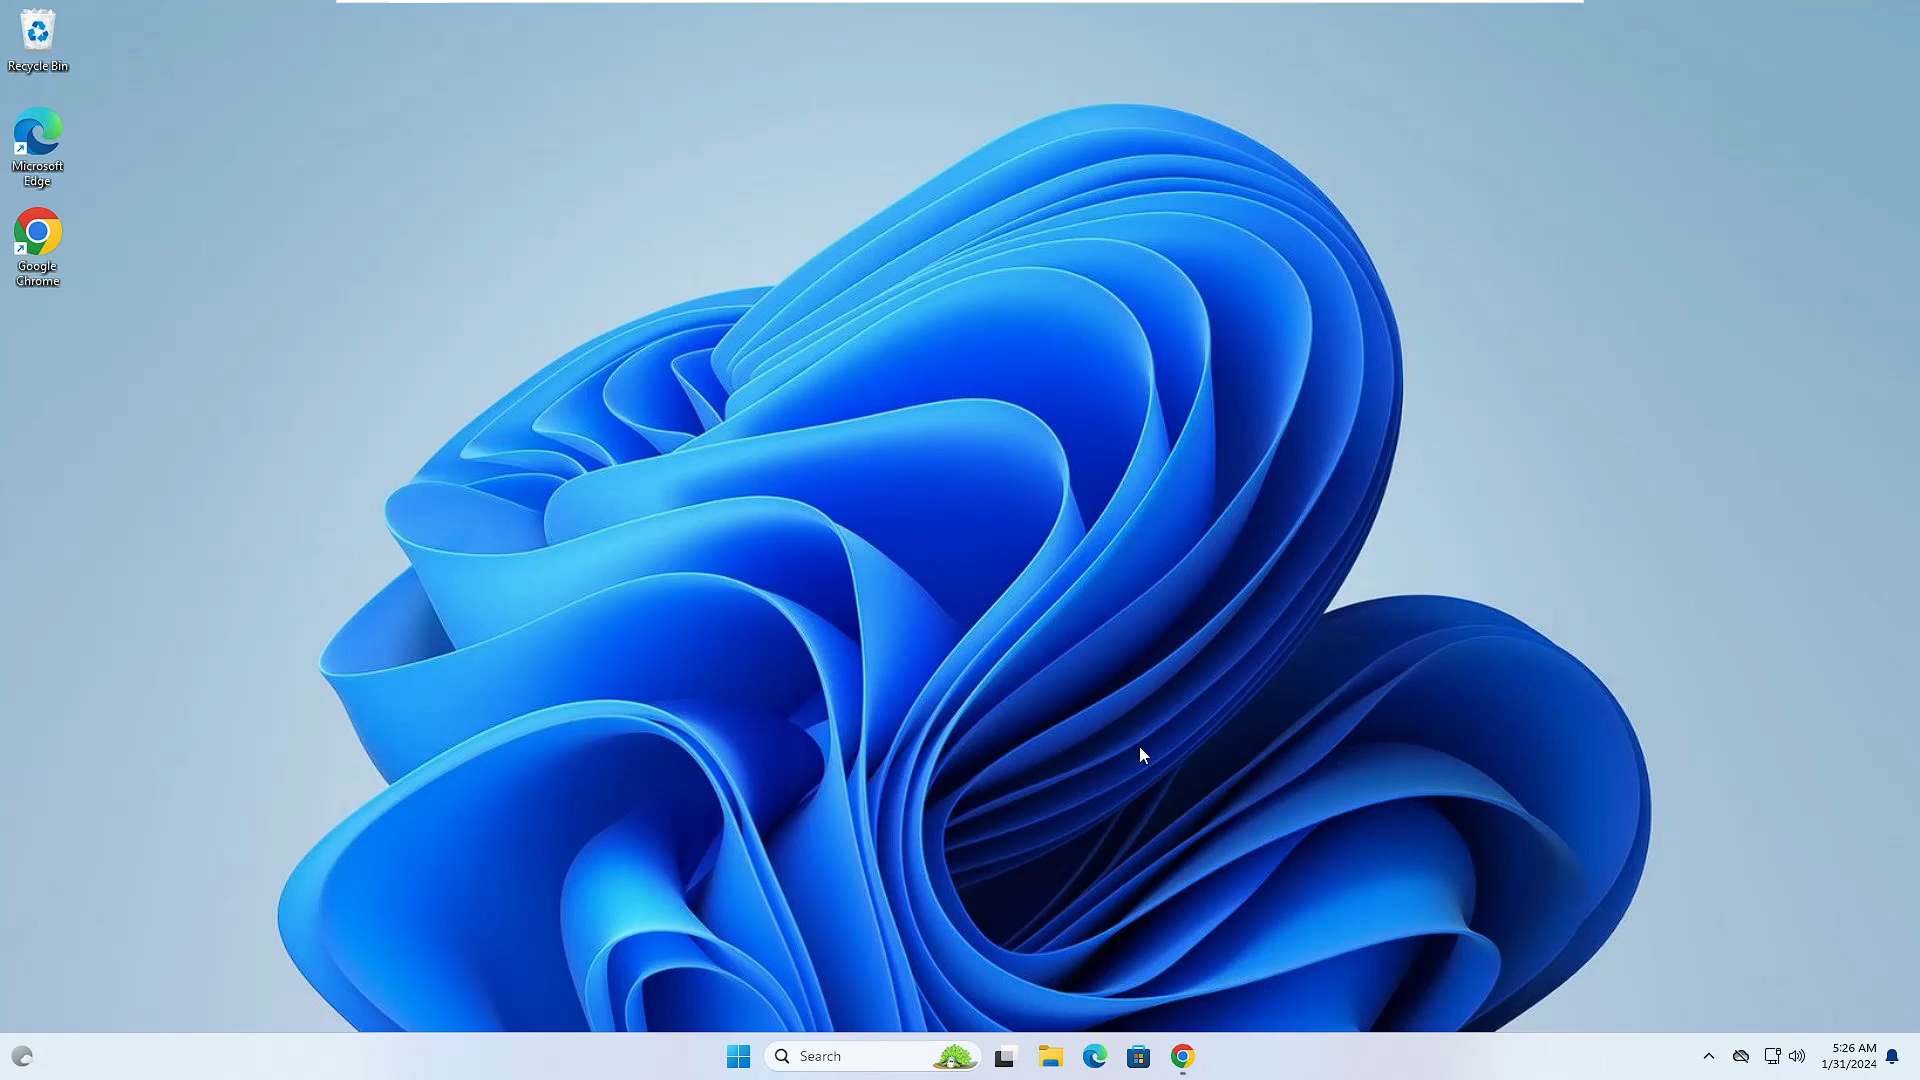 Recycle Bin
Microsoft
Edge
Google
Chrome
Search
5:26 AM
1/31/2024